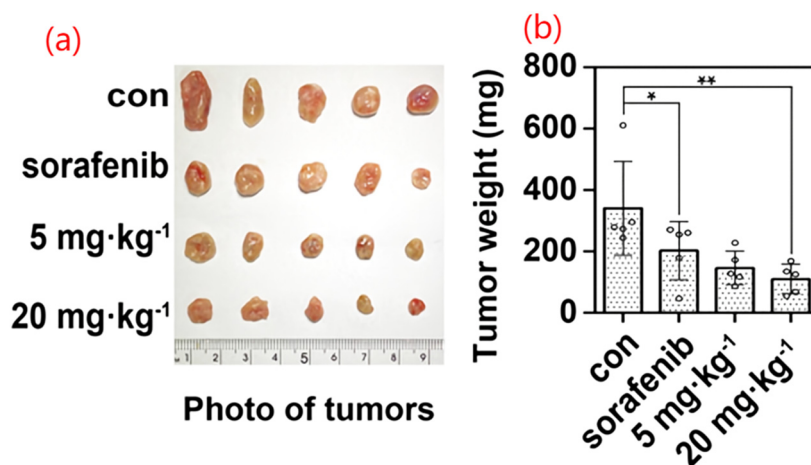 (a)
con
sorafenib
5 mg·kg⁻¹
20 mg·kg⁻¹
1 2 3 4 5 6 7 8 9
Photo of tumors
(b)
Tumor weight (mg)
800
600
400
200
0
*
**
con
sorafenib
5 mg·kg⁻¹
20 mg·kg⁻¹